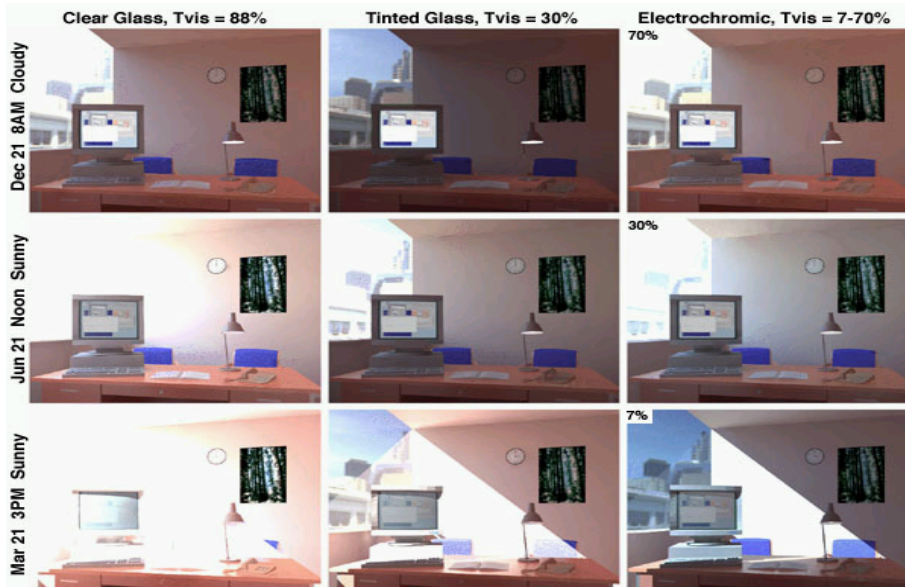 Clear Glass, Tvis = 88%
Tinted Glass, Tvis = 30%
Electrochromic, Tvis = 7-70%
Dec 21 8AM Cloudy
70%
Jun 21 Noon Sunny
30%
Mar 21 3PM Sunny
7%